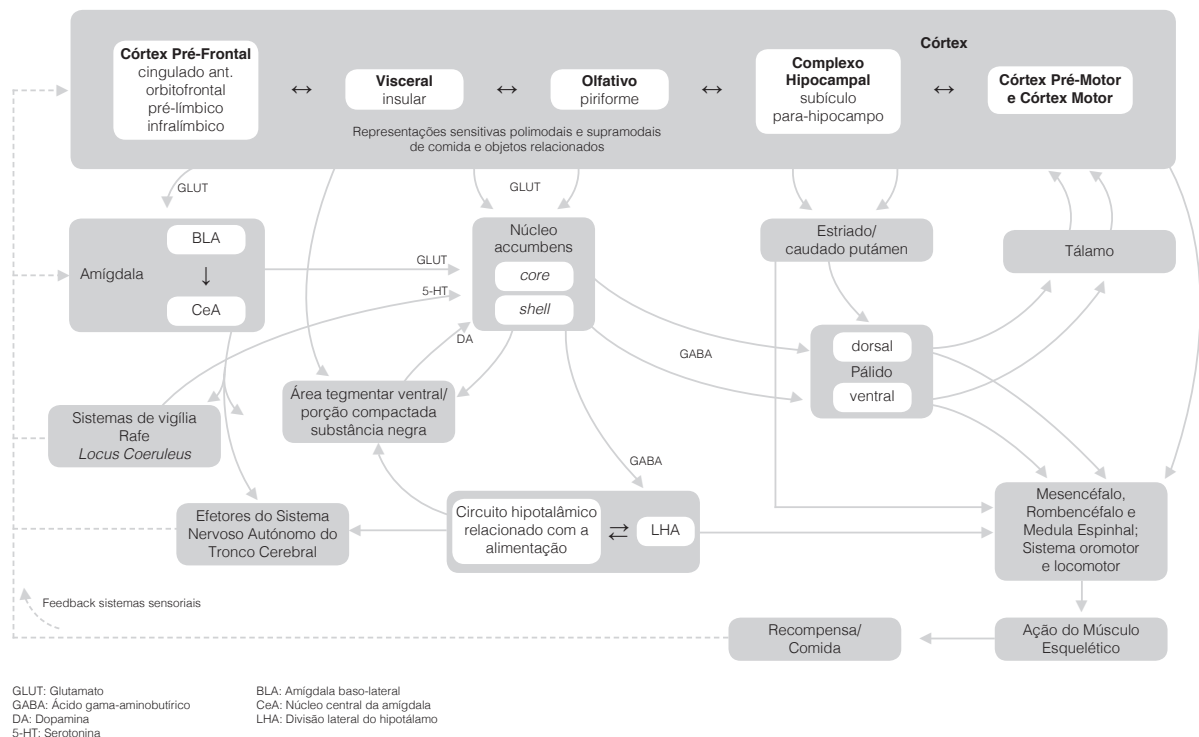 Córtex
Córtex Pré-Frontal
cingulado ant.
orbitofrontal
pré-límbico
infralímbico
↔
Visceral
insular
↔
Olfativo
piriforme
↔
Complexo
Hipocampal
subículo
para-hipocampo
↔
Córtex Pré-Motor
e Córtex Motor
Representações sensitivas polimodais e supramodais
de comida e objetos relacionados
GLUT
GLUT
Amígdala
BLA
↓
CeA
GLUT
5-HT
Núcleo
accumbens
core
shell
DA
Estriado/
caudado putámen
Tálamo
GABA
dorsal
Pálido
ventral
Área tegmentar ventral/
porção compactada
substância negra
Sistemas de vigília
Rafe
Locus Coeruleus
GABA
Efetores do Sistema
Nervoso Autónomo do
Tronco Cerebral
Circuito hipotalâmico
relacionado com a
alimentação
⇄
LHA
Mesencéfalo,
Rombencéfalo e
Medula Espinhal;
Sistema oromotor
e locomotor
Feedback sistemas sensoriais
Recompensa/
Comida
Ação do Músculo
Esquelético
GLUT: Glutamato
GABA: Ácido gama-aminobutírico
DA: Dopamina
5-HT: Serotonina
BLA: Amígdala baso-lateral
CeA: Núcleo central da amígdala
LHA: Divisão lateral do hipotálamo